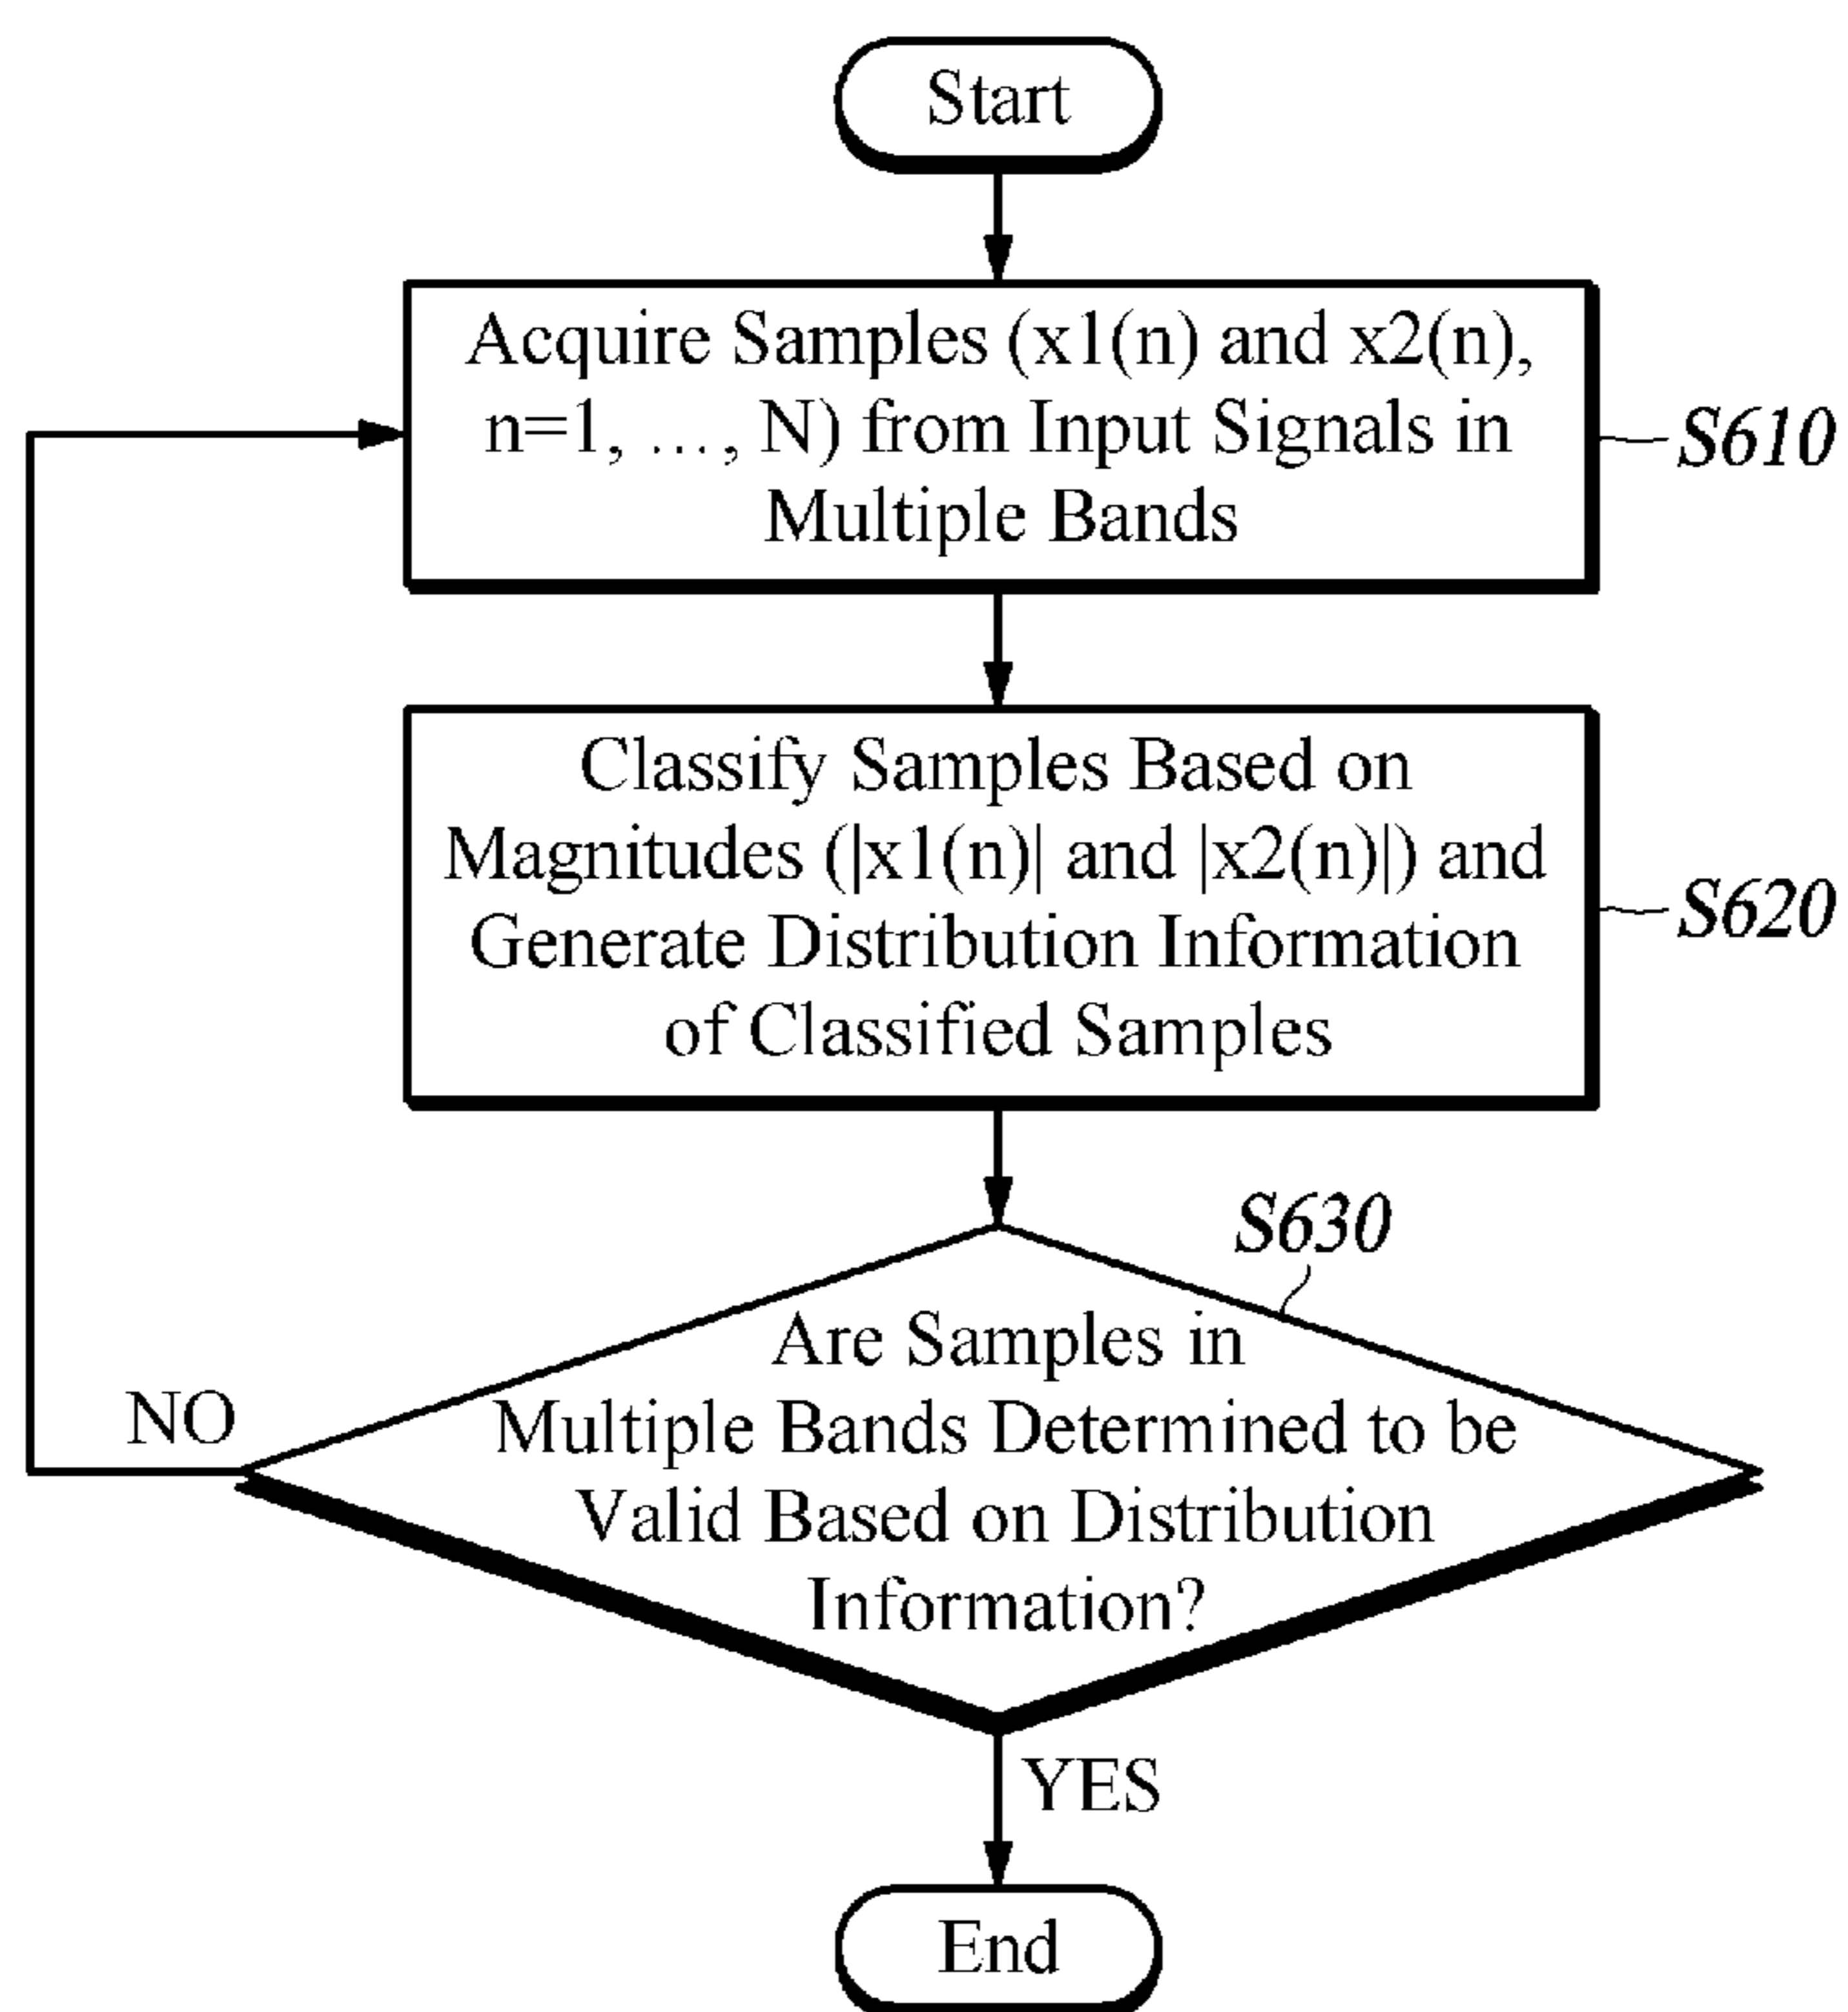 Start
Acquire Samples (x1(n) and x2(n),
n=1, ..., N) from Input Signals in
Multiple Bands
S610
Classify Samples Based on
Magnitudes (|x1(n)| and |x2(n)|) and
Generate Distribution Information
of Classified Samples
S620
S630
Are Samples in
Multiple Bands Determined to be
Valid Based on Distribution
Information?
NO
YES
End